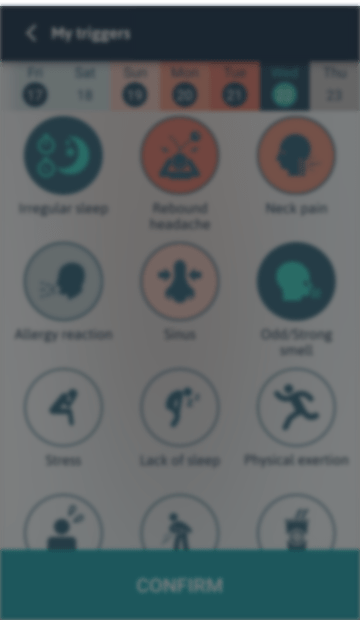 My triggers
Fri Sat Sun Mon Tue Wed Thu
17 18 19 20 21 22 23
Irregular sleep
Rebound
headache
Neck pain
Allergy reaction
Sinus
Odd/Strong
smell
Stress
Lack of sleep
Physical exertion
CONFIRM